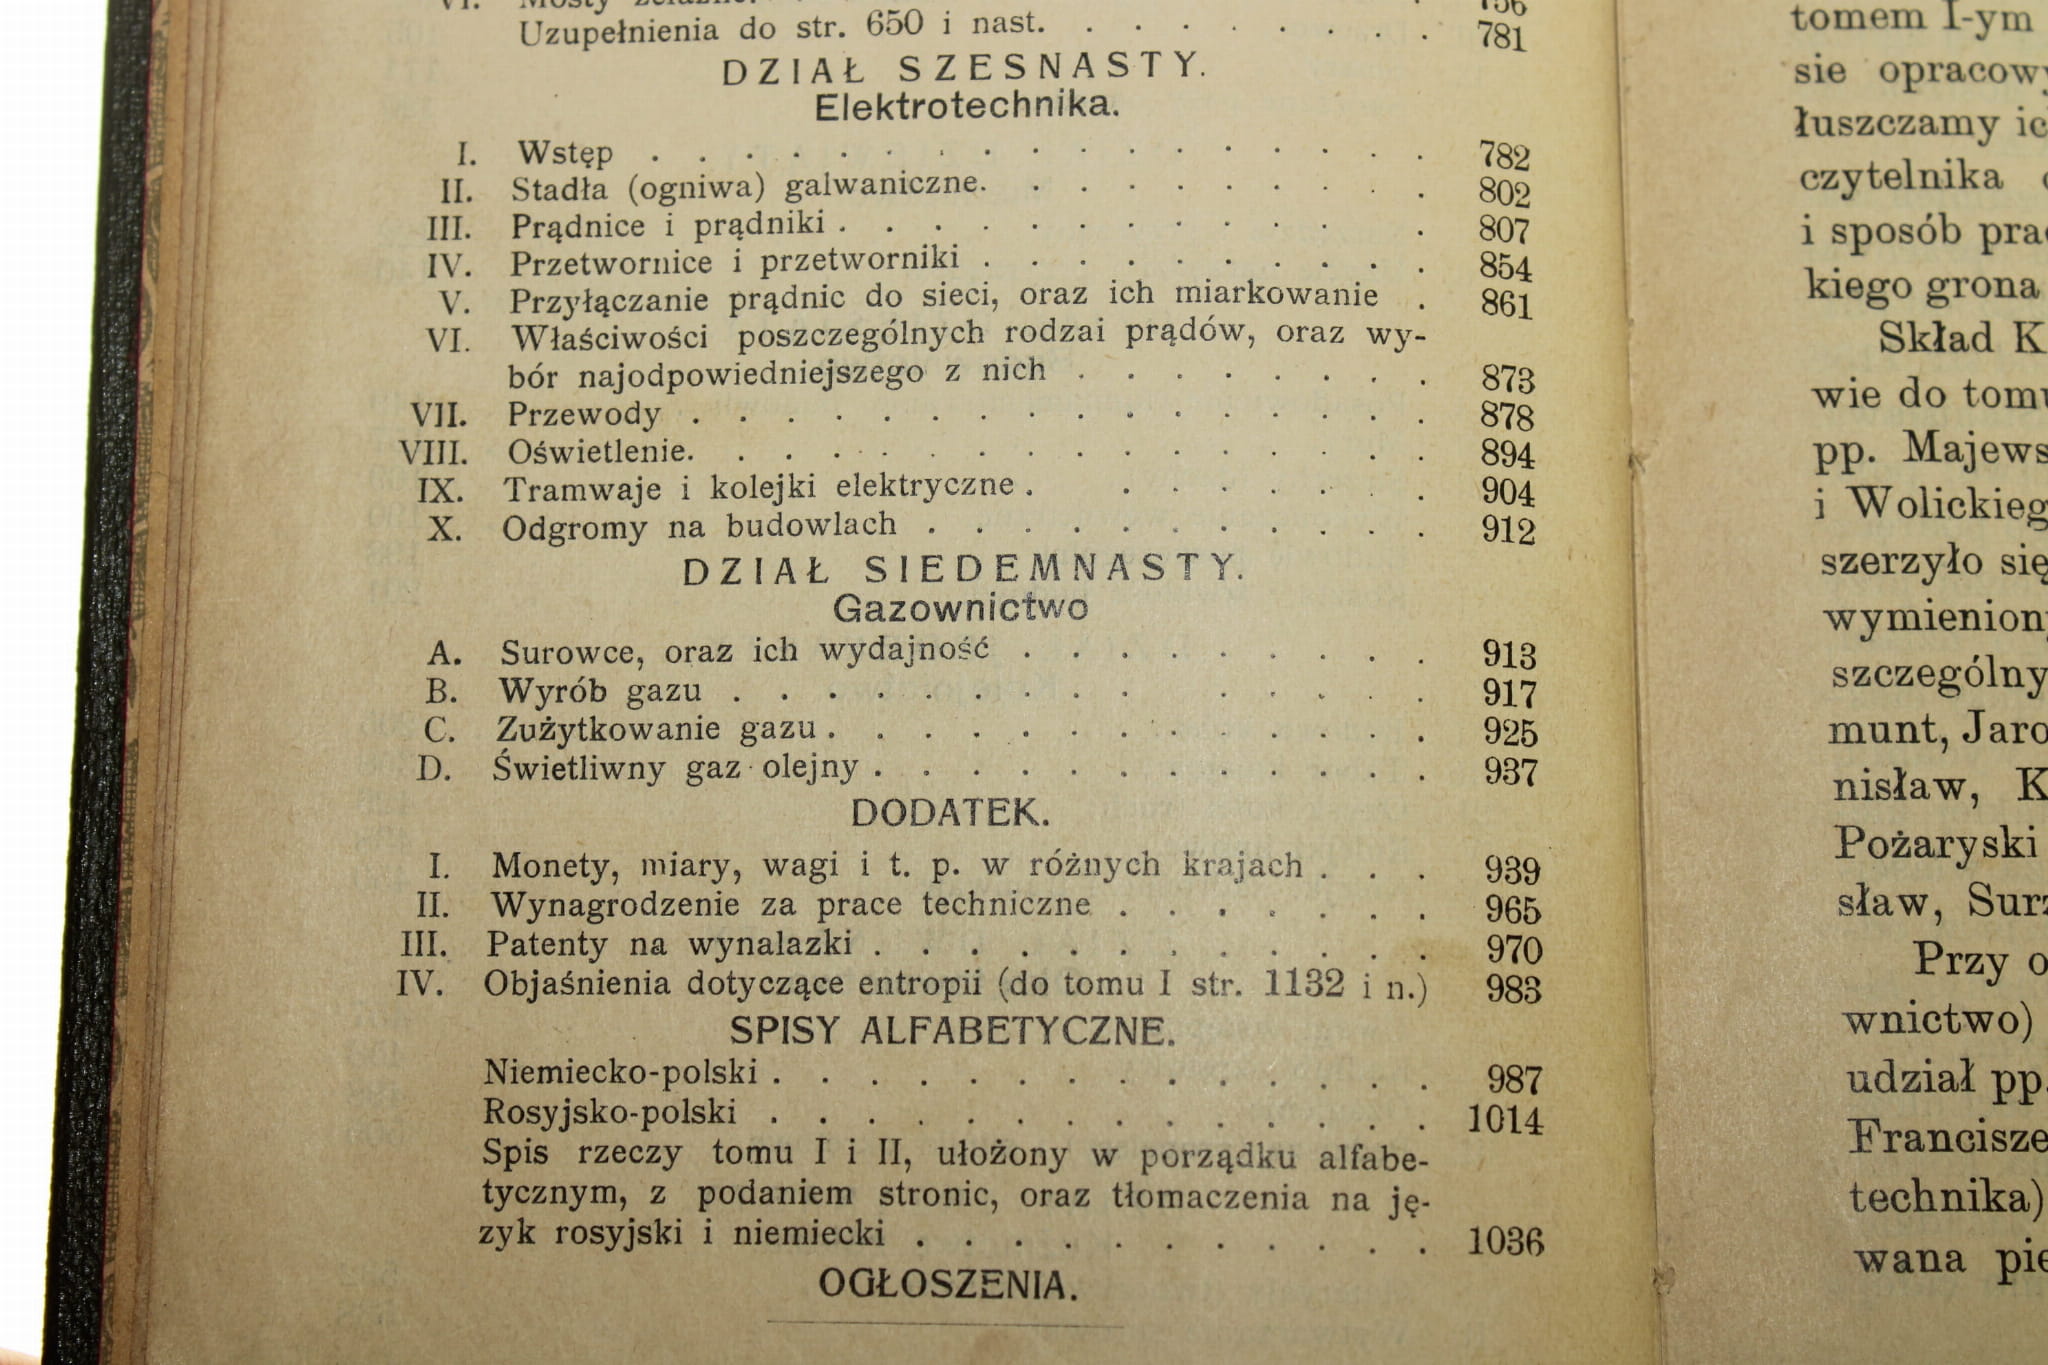 VI. Mosty żelazne. . . 756
Uzupełnienia do str. 650 i nast. . . . . . . . . 781
DZIAŁ SZESNASTY.
Elektrotechnika.
I. Wstęp . . . . . . . . . . . . . . . . . 782
II. Stadła (ogniwa) galwaniczne. . . . . . . . . . 802
III. Prądnice i prądniki . . . . . . . . . . . . 807
IV. Przetwornice i przetworniki . . . . . . . . . . 854
V. Przyłączanie prądnic do sieci, oraz ich miarkowanie . 861
VI. Właściwości poszczególnych rodzai prądów, oraz wy-
bór najodpowiedniejszego z nich . . . . . . . . 873
VII. Przewody . . . . . . . . . . . . . . . . 878
VIII. Oświetlenie. . . . . . . . . . . . . . . . 894
IX. Tramwaje i kolejki elektryczne . . . . . . . . 904
X. Odgromy na budowlach . . . . . . . . . . . 912
DZIAŁ SIEDEMNASTY.
Gazownictwo
A. Surowce, oraz ich wydajność . . . . . . . . . 913
B. Wyrób gazu . . . . . . . . . . . . . . . 917
C. Zużytkowanie gazu . . . . . . . . . . . . . 925
D. Świetliwny gaz olejny . . . . . . . . . . . . 937
DODATEK.
I. Monety, miary, wagi i t. p. w różnych krajach . . . 939
II. Wynagrodzenie za prace techniczne . . . . . . . 965
III. Patenty na wynalazki . . . . . . . . . . . . 970
IV. Objaśnienia dotyczące entropii (do tomu I str. 1132 i n.) 983
SPISY ALFABETYCZNE.
Niemiecko-polski . . . . . . . . . . . . . . 987
Rosyjsko-polski . . . . . . . . . . . . . . 1014
Spis rzeczy tomu I i II, ułożony w porządku alfabe-
tycznym, z podaniem stronic, oraz tłomaczenia na ję-
zyk rosyjski i niemiecki . . . . . . . . . . . 1036
OGŁOSZENIA.
tomem I-ym
sie opracowy
łuszczamy ic
czytelnika
i sposób pra
kiego grona
Skład K
wie do tomu
pp. Majews
i Wolickieg
szerzyło się
wymienion
szczególny
munt, Jaro
nisław, K
Pożaryski
sław, Surz
Przy o
wnictwo)
udział pp.
Francisze
technika)
wana pie